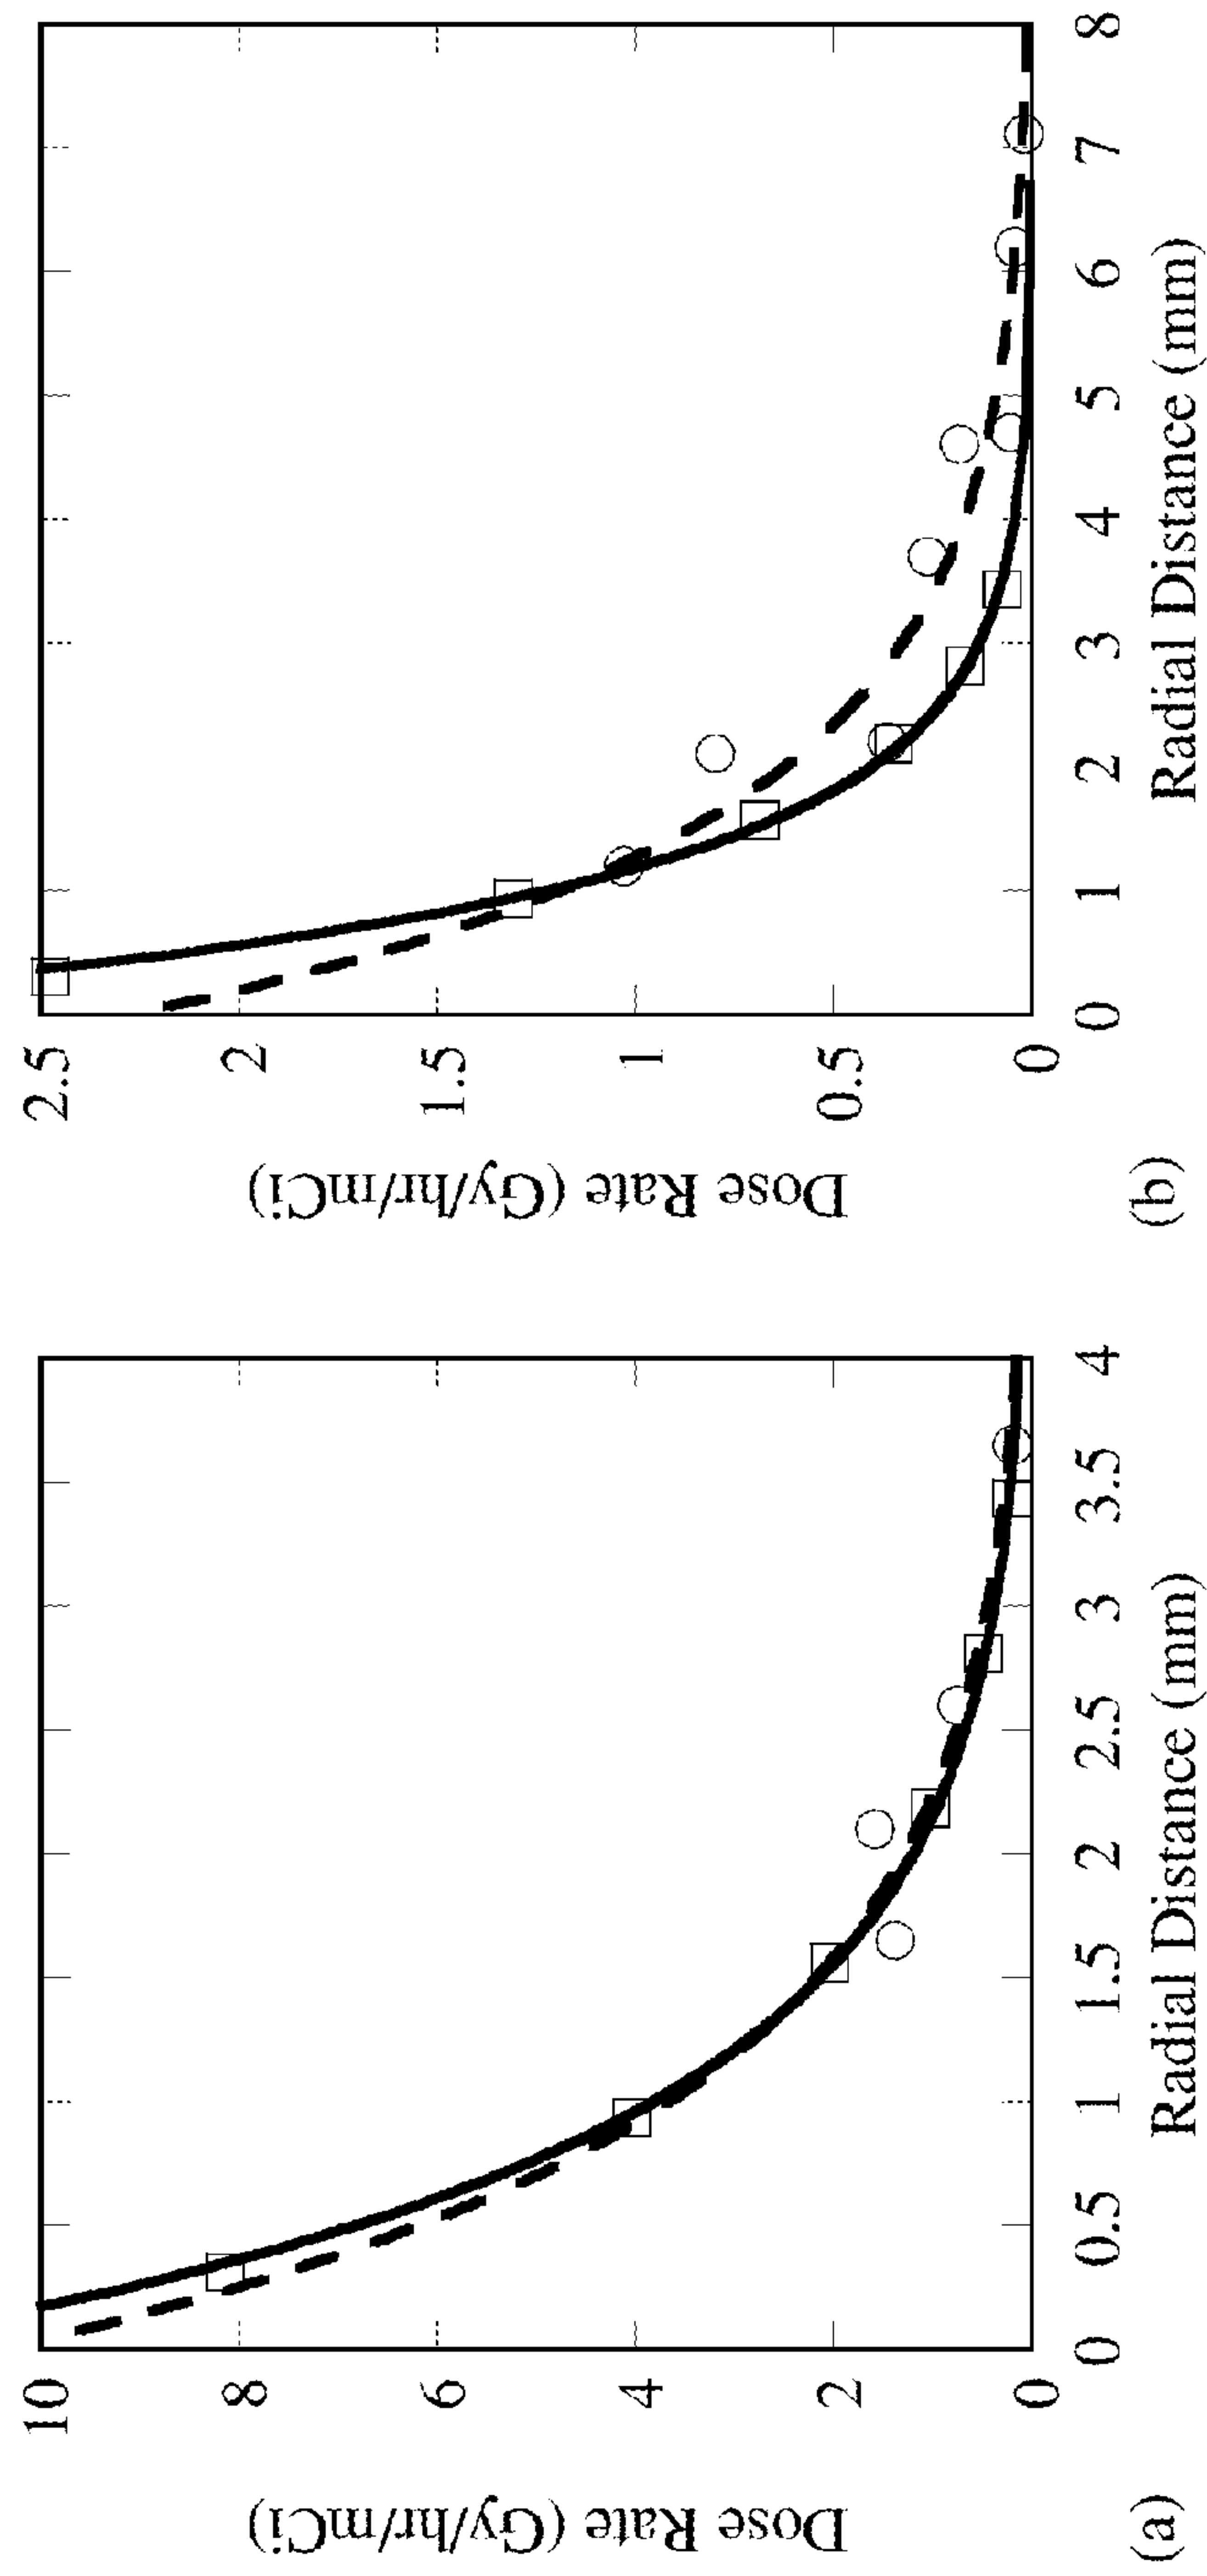 Dose Rate (Gy/hr/mCi)
10
8
6
4
2
0
0 0.5 1 1.5 2 2.5 3 3.5 4
Radial Distance (mm)
(a)
Dose Rate (Gy/hr/mCi)
2.5
2
1.5
1
0.5
0
0 1 2 3 4 5 6 7 8
Radial Distance (mm)
(b)